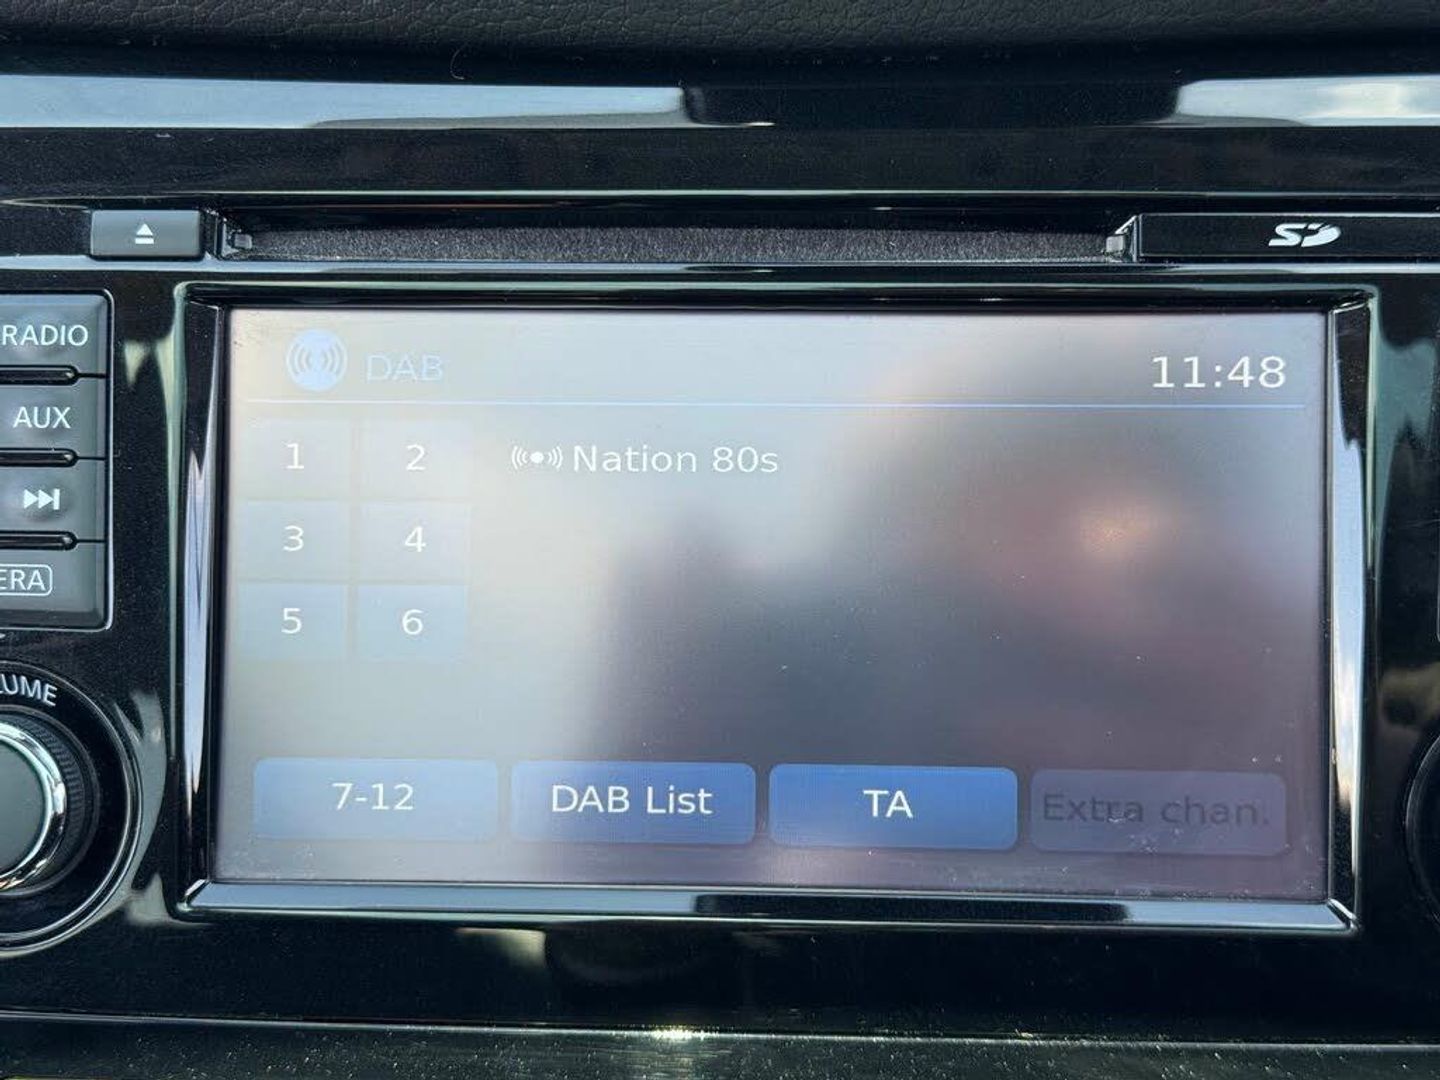 SD
RADIO
AUX
ERA
UME
DAB
11:48
1 2
Nation 80s
3 4
5 6
7-12
DAB List
TA
Extra chan.